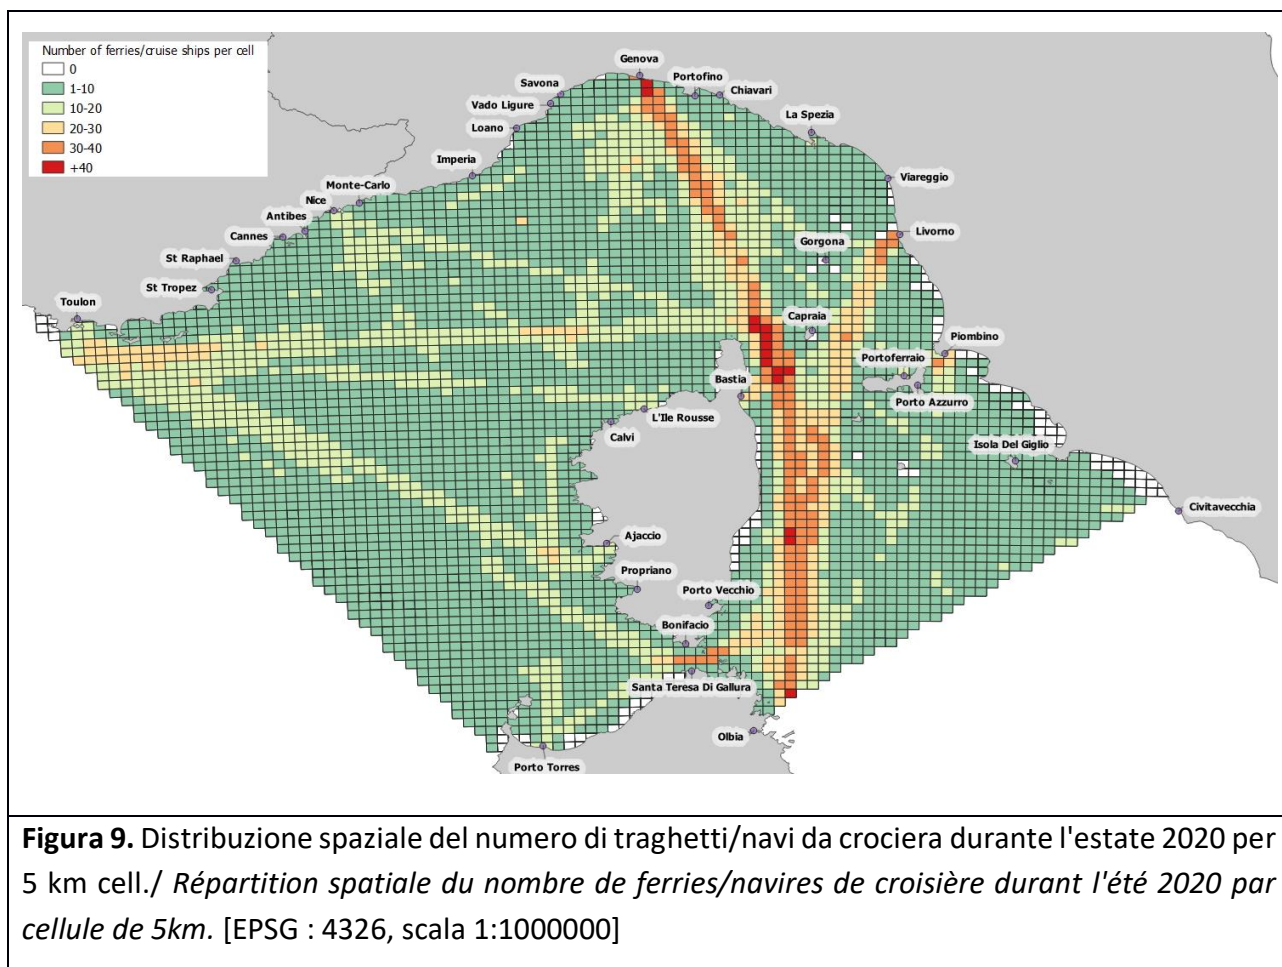 Number of ferries/cruise ships per cell
0
1-10
10-20
20-30
30-40
+40
Genova
Savona
Portofino
Chiavari
Vado Ligure
La Spezia
Loano
Imperia
Viareggio
Monte-Carlo
Nice
Antibes
Livorno
Cannes
Gorgona
St Raphael
St Tropez
Toulon
Capraia
Piombino
Portoferraio
Bastia
Porto Azzurro
L'Ile Rousse
Calvi
Isola Del Giglio
Civitavecchia
Ajaccio
Propriano
Porto Vecchio
Bonifacio
Santa Teresa Di Gallura
Olbia
Porto Torres
Figura 9. Distribuzione spaziale del numero di traghetti/navi da crociera durante l'estate 2020 per
5 km cell./ Répartition spatiale du nombre de ferries/navires de croisière durant l'été 2020 par
cellule de 5km. [EPSG : 4326, scala 1:1000000]